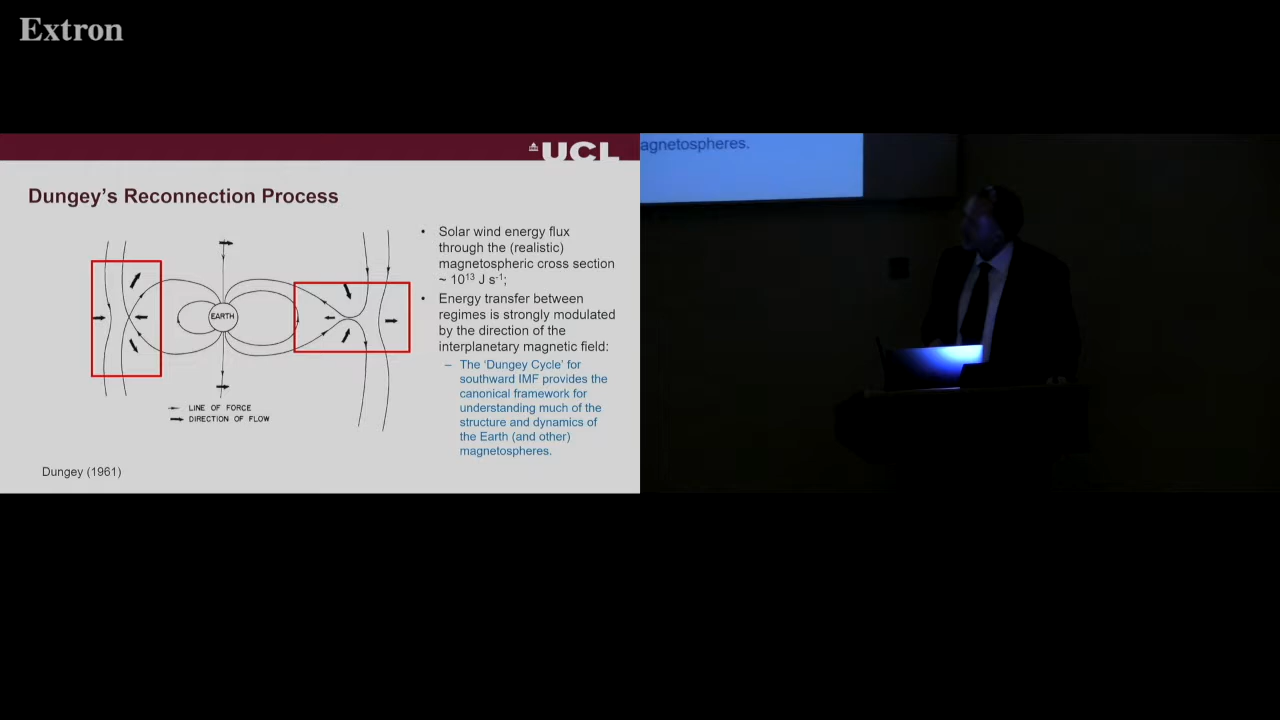 Extron
UCL
Dungey's Reconnection Process
• Solar wind energy flux
through the (realistic)
magnetospheric cross section
~ 10¹³ J s⁻¹;
• Energy transfer between
regimes is strongly modulated
by the direction of the
interplanetary magnetic field:
– The 'Dungey Cycle' for
southward IMF provides the
canonical framework for
understanding much of the
structure and dynamics of
the Earth (and other)
magnetospheres.
EARTH
LINE OF FORCE
DIRECTION OF FLOW
Dungey (1961)
agnetospheres.